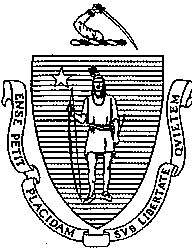 ENSE PETIT
PLACIDAM
SVB LIBERTATE
QVIETEM